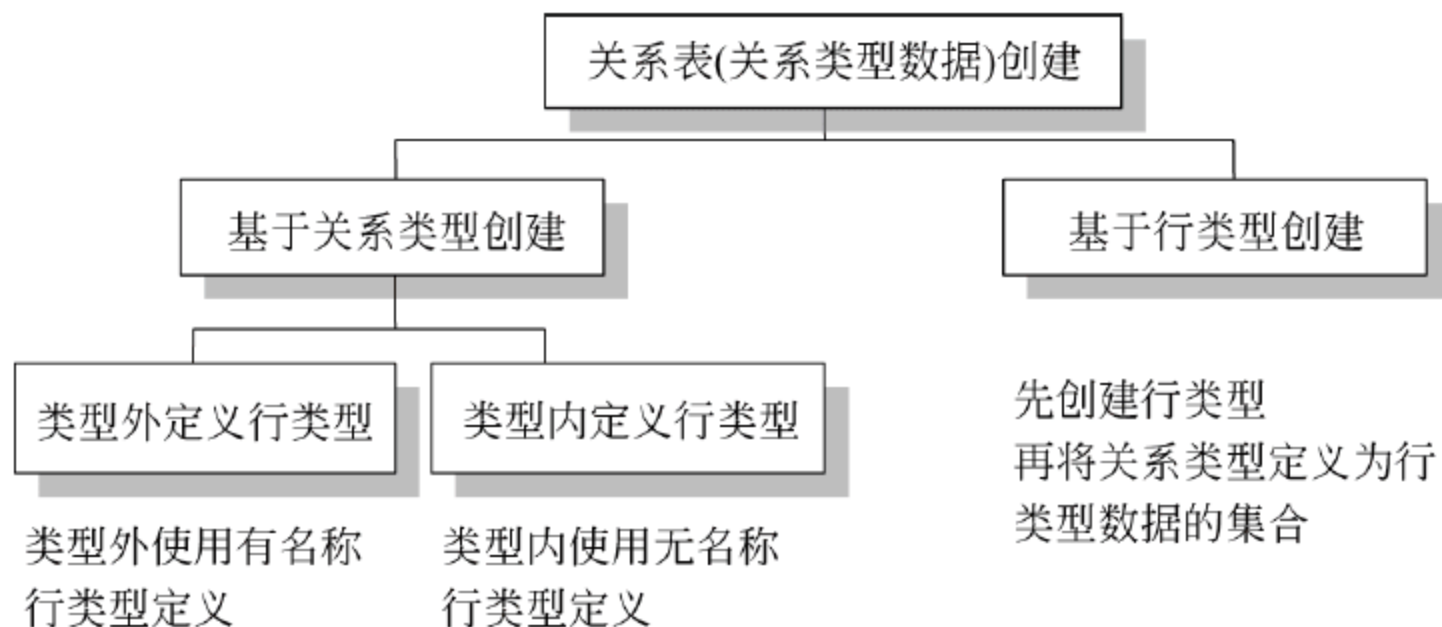 关系表(关系类型数据)创建
基于关系类型创建
基于行类型创建
类型外定义行类型
类型内定义行类型
先创建行类型
再将关系类型定义为行
类型数据的集合
类型外使用有名称
行类型定义
类型内使用无名称
行类型定义